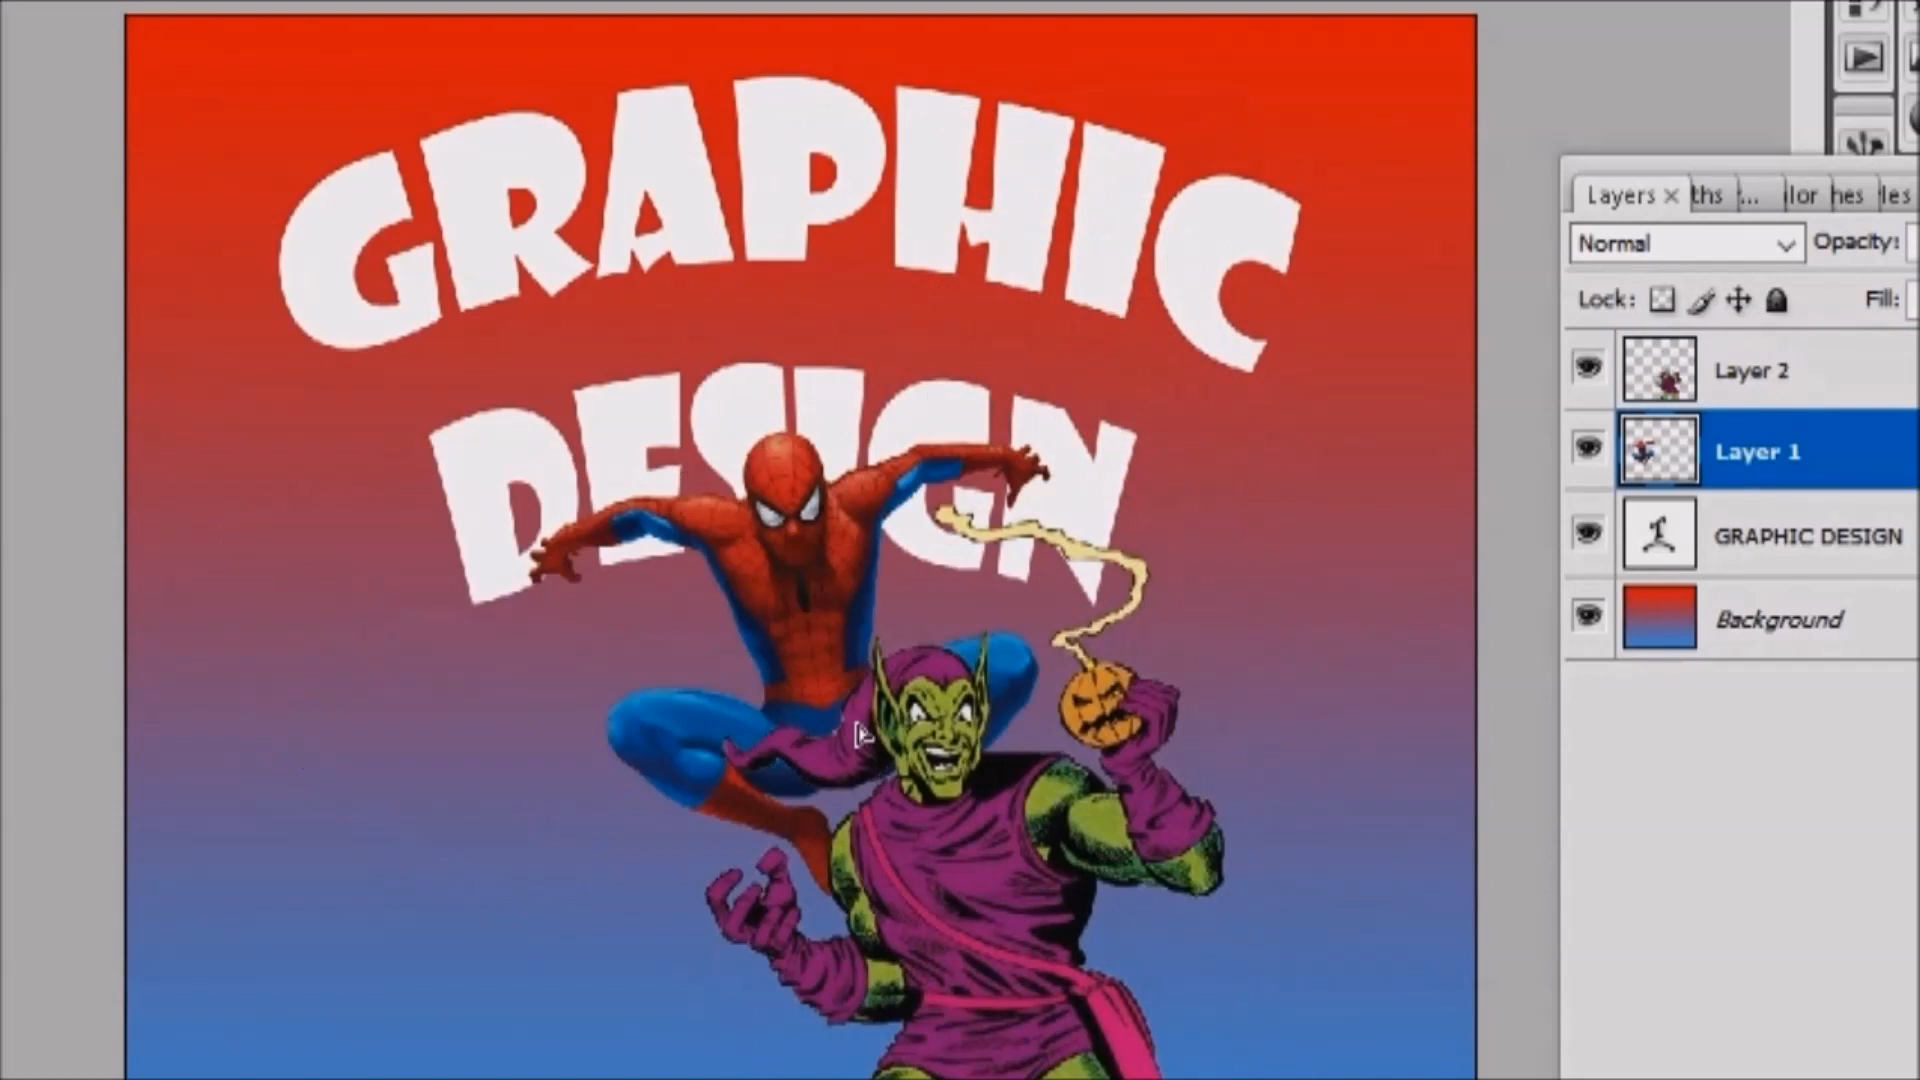 GRAPHIC
DESIGN
Layers ths ... lor hes les
Normal Opacity:
Lock: Fill:
Layer 2
Layer 1
GRAPHIC DESIGN
Background